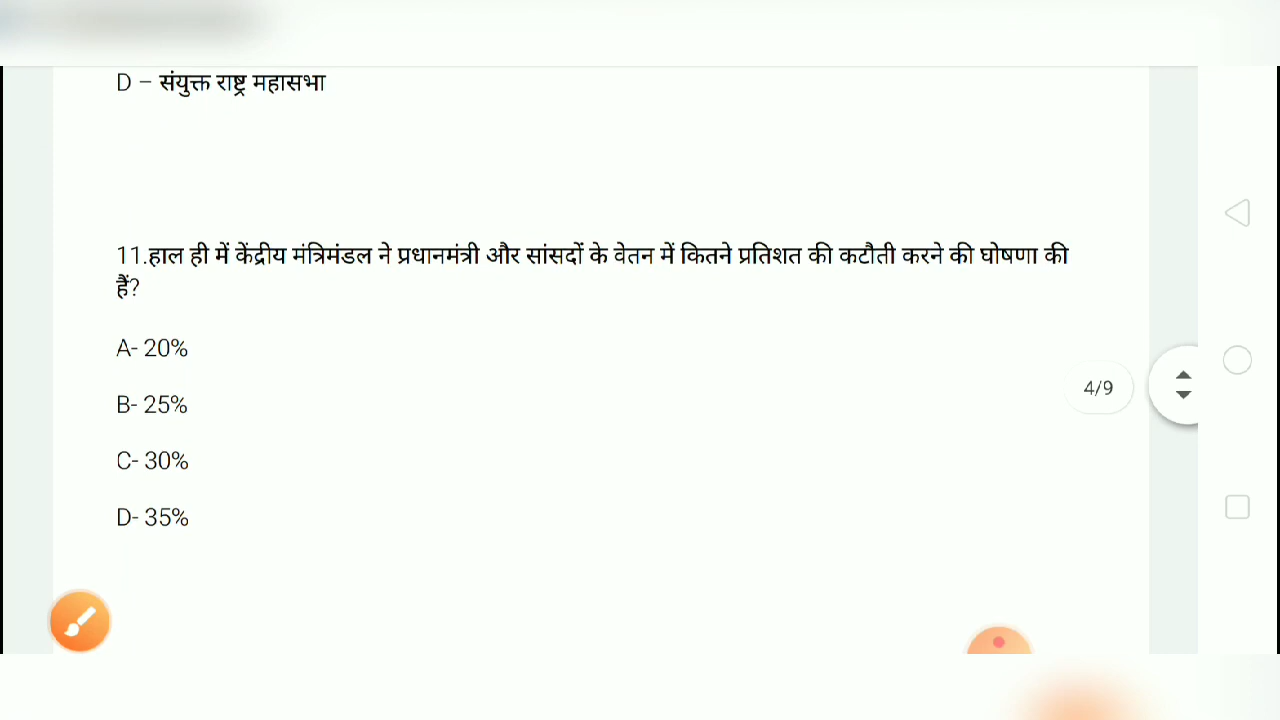 D – संयुक्त राष्ट्र महासभा
11.हाल ही में केंद्रीय मंत्रिमंडल ने प्रधानमंत्री और सांसदों के वेतन में कितने प्रतिशत की कटौती करने की घोषणा की
हैं?
A- 20%
B- 25%
C- 30%
4/9
D- 35%